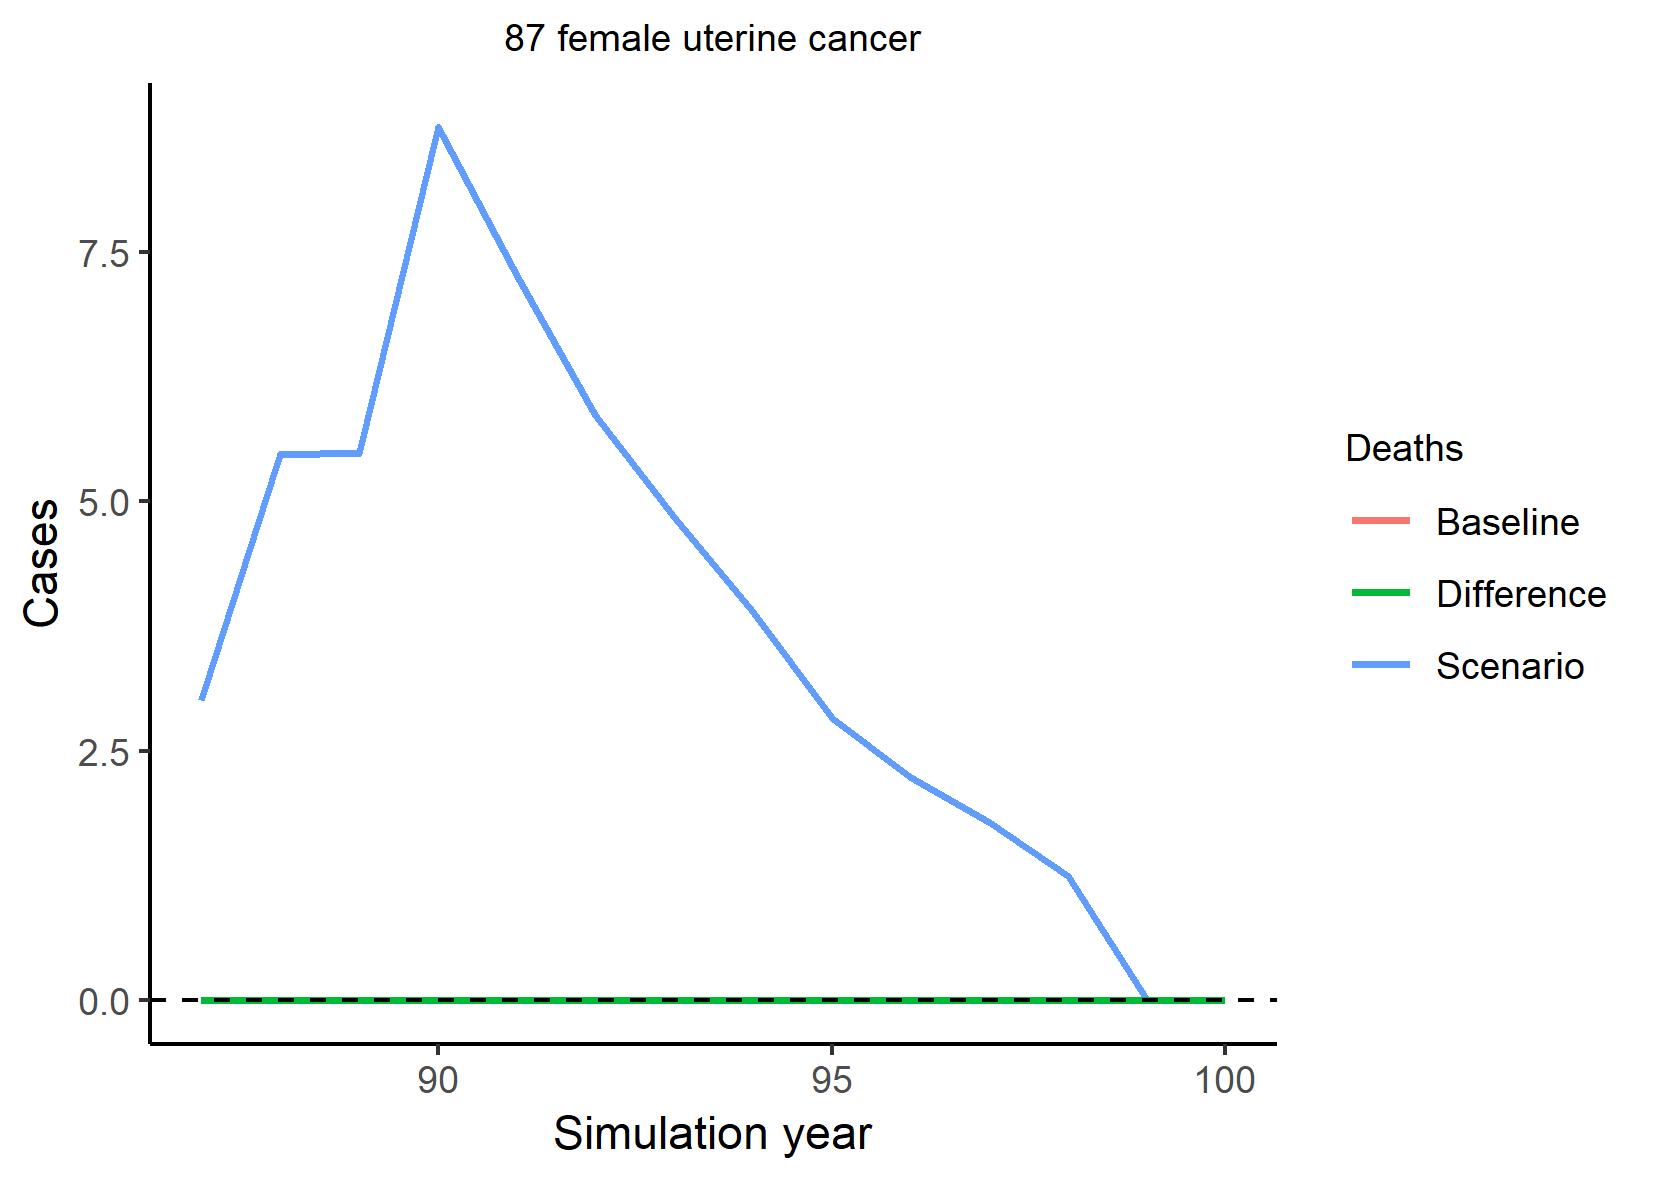 87 female uterine cancer
Cases
7.5
5.0
2.5
0.0
90 95 100
Simulation year
Deaths
Baseline
Difference
Scenario